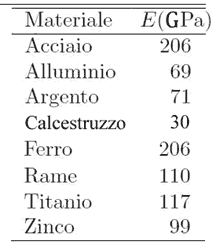 Materiale E(GPa)
Acciaio 206
Alluminio 69
Argento 71
Calcestruzzo 30
Ferro 206
Rame 110
Titanio 117
Zinco 99